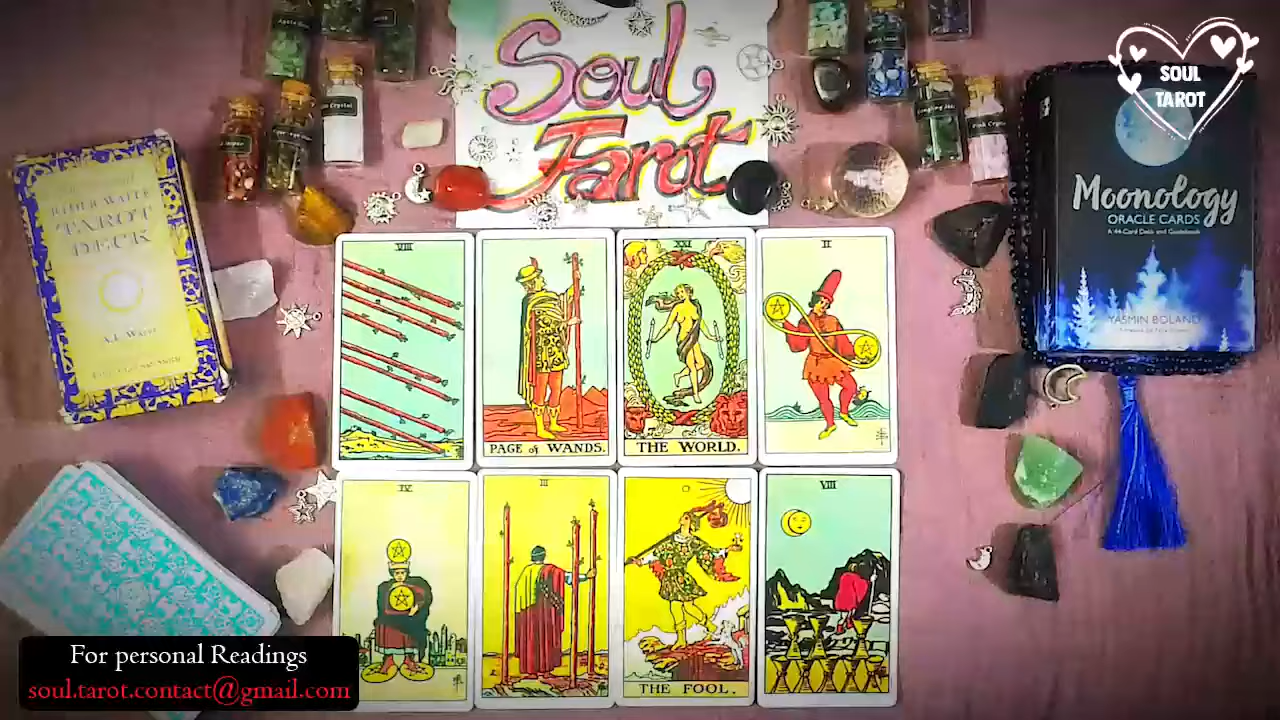 Soul
Tarot
SOUL
TAROT
RIDER WAITE
TAROT
DECK
A.E. WAITE
Moonology
ORACLE CARDS
A 44-Card Deck and Guidebook
YASMIN BOLAND
VIII
PAGE of WANDS.
XXI
THE WORLD.
II
IV
III
O
THE FOOL.
VIII
For personal Readings
soul.tarot.contact@gmail.com